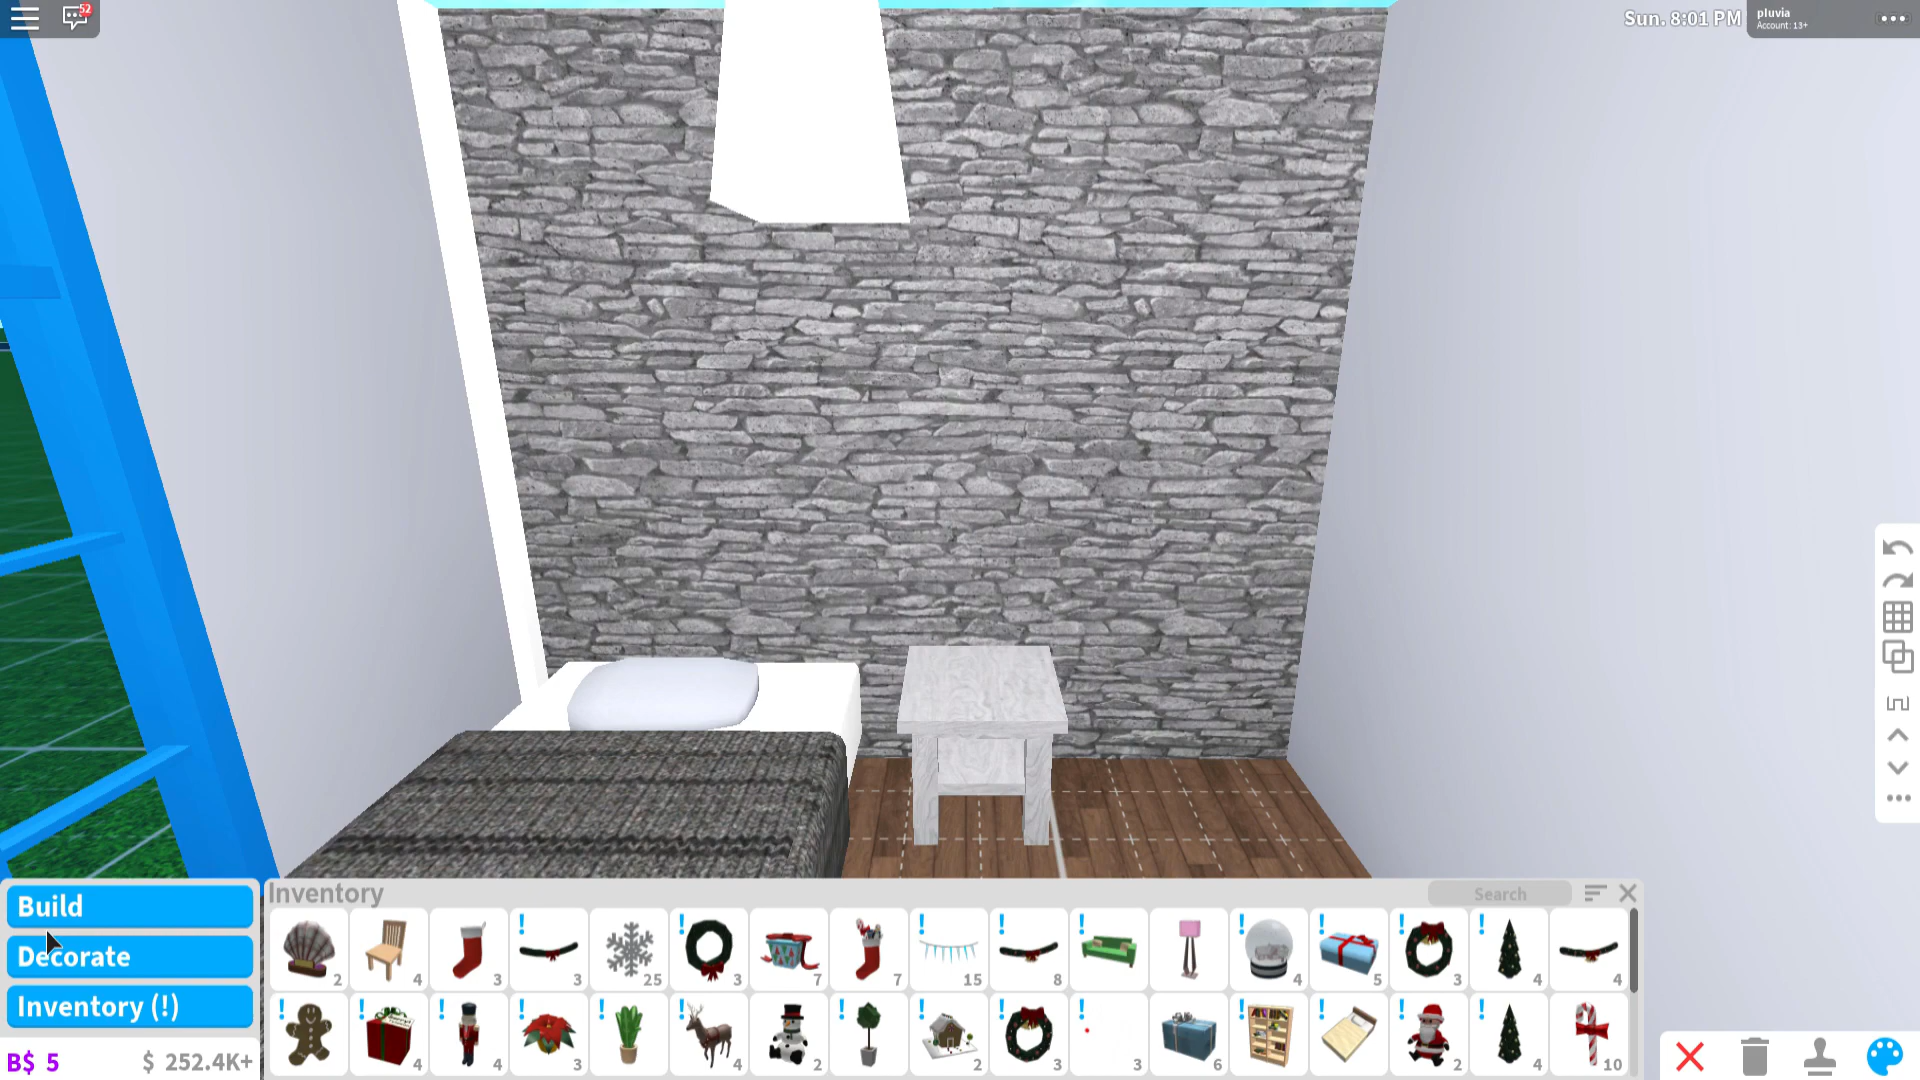 52
Sun. 8:01 PM
pluvia
Account: 13+
Build
Decorate
Inventory (!)
B$ 5
$ 252.4K+
Inventory
Search
2 4 3 ! 3 25 ! 3 7 7 ! 15 ! 8 ! ! 4 ! 5 ! 3 ! 4 4
! ! 4 ! 4 ! 3 ! ! 4 2 ! ! 2 ! 3 ! 3 6 ! ! ! 2 ! 4 10